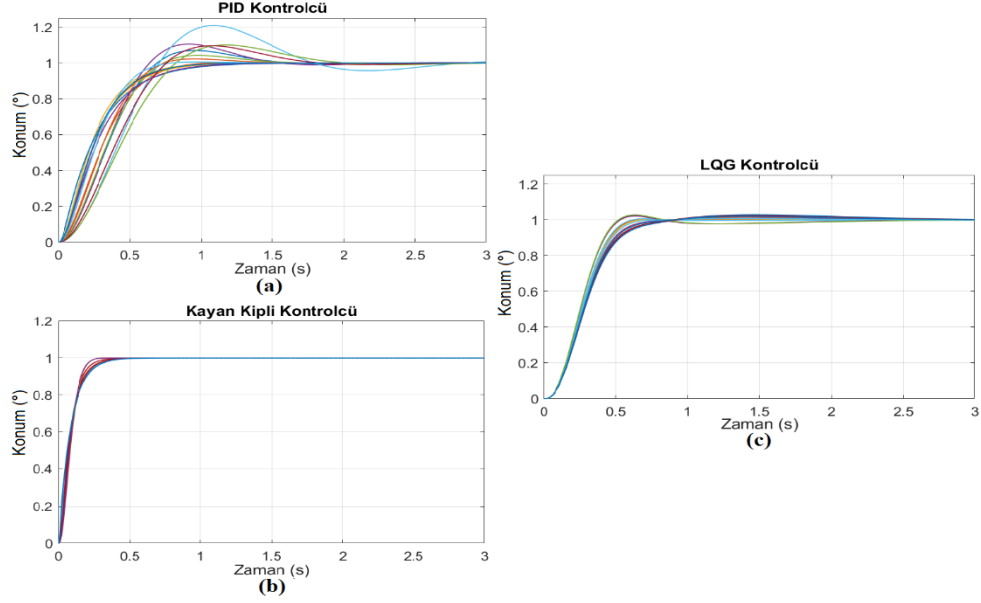 PID Kontrolcü
1.2
1
0.8
0.6
0.4
0.2
0
Konum (°)
0 0.5 1 1.5 2 2.5 3
Zaman (s)
(a)
Kayan Kipli Kontrolcü
1.2
1
0.8
0.6
0.4
0.2
0
Konum (°)
0 0.5 1 1.5 2 2.5 3
Zaman (s)
(b)
LQG Kontrolcü
1.2
1
0.8
0.6
0.4
0.2
0
Konum (°)
0 0.5 1 1.5 2 2.5 3
Zaman (s)
(c)